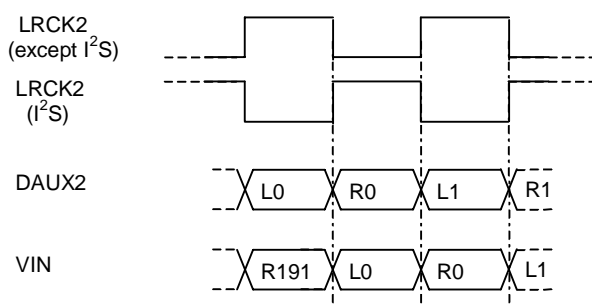 LRCK2
(except I²S)
LRCK2
(I²S)
DAUX2 L0 R0 L1 R1
VIN R191 L0 R0 L1